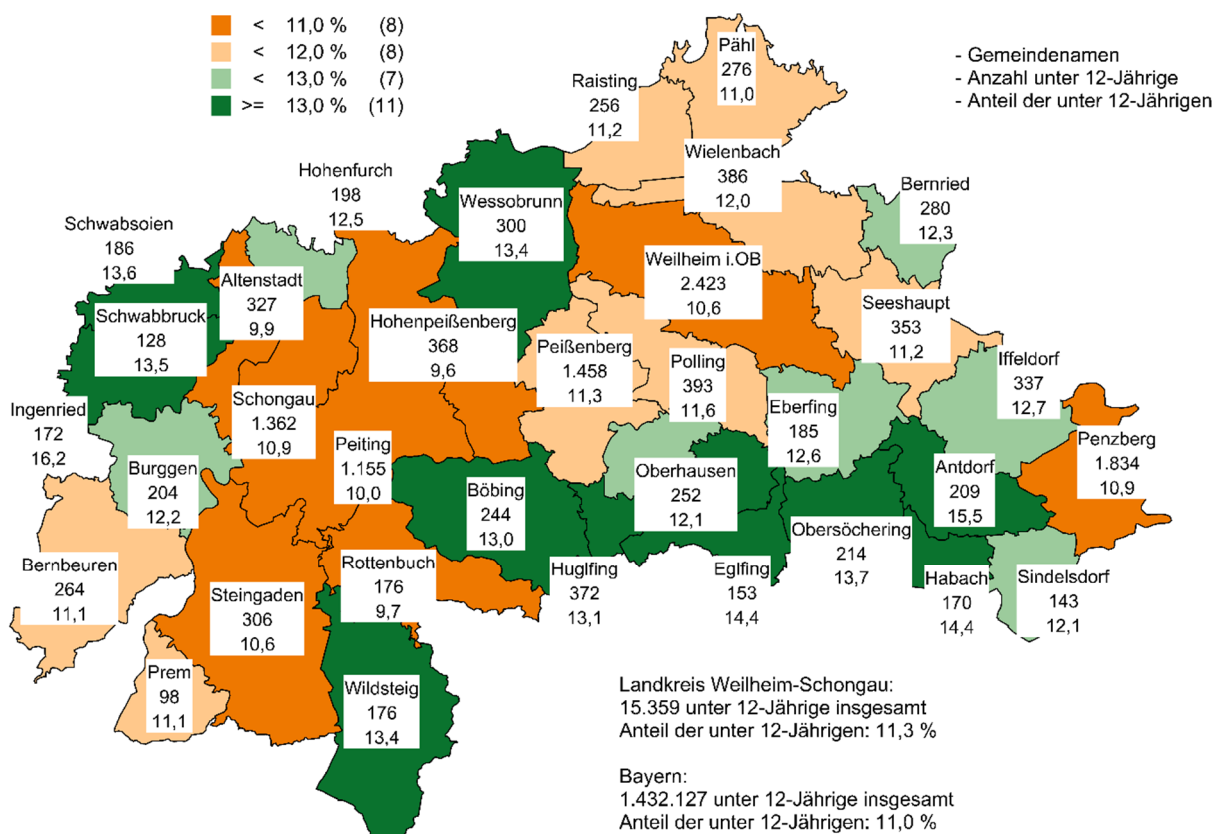 < 11,0 % (8)
< 12,0 % (8)
< 13,0 % (7)
>= 13,0 % (11)
- Gemeindenamen
- Anzahl unter 12-Jährige
- Anteil der unter 12-Jährigen
Pähl
276
11,0
Raisting
256
11,2
Wielenbach
386
12,0
Hohenfurch
198
12,5
Wessobrunn
300
13,4
Bernried
280
12,3
Schwabsoien
186
13,6
Altenstadt
327
9,9
Weilheim i.OB
2.423
10,6
Seeshaupt
353
11,2
Schwabbruck
128
13,5
Hohenpeißenberg
368
9,6
Peißenberg
1.458
11,3
Polling
393
11,6
Iffeldorf
337
12,7
Ingenried
172
16,2
Schongau
1.362
10,9
Eberfing
185
12,6
Penzberg
1.834
10,9
Peiting
1.155
10,0
Burggen
204
12,2
Oberhausen
252
12,1
Antdorf
209
15,5
Böbing
244
13,0
Obersöchering
214
13,7
Bernbeuren
264
11,1
Rottenbuch
176
9,7
Huglfing
372
13,1
Eglfing
153
14,4
Habach
170
14,4
Sindelsdorf
143
12,1
Steingaden
306
10,6
Prem
98
11,1
Wildsteig
176
13,4
Landkreis Weilheim-Schongau:
15.359 unter 12-Jährige insgesamt
Anteil der unter 12-Jährigen: 11,3 %
Bayern:
1.432.127 unter 12-Jährige insgesamt
Anteil der unter 12-Jährigen: 11,0 %